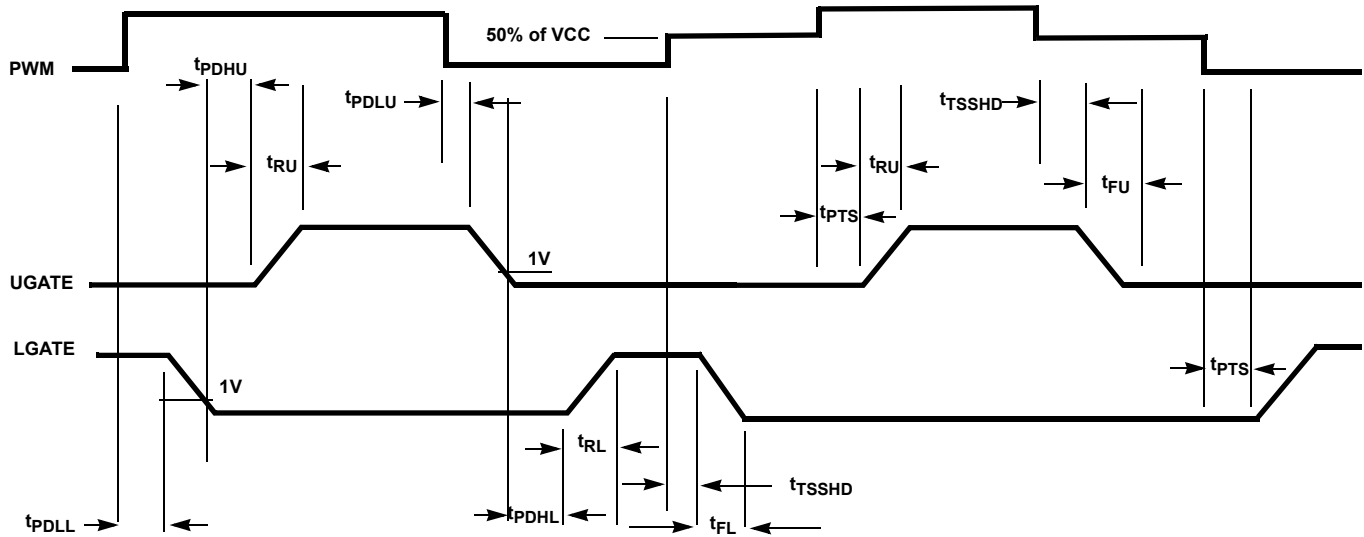 50% of VCC
PWM
tPDHU
tPDLU
tTSSHD
tRU
tRU
tFU
tPTS
1V
UGATE
LGATE
tPTS
1V
tRL
tTSSHD
tPDLL
tPDHL
tFL